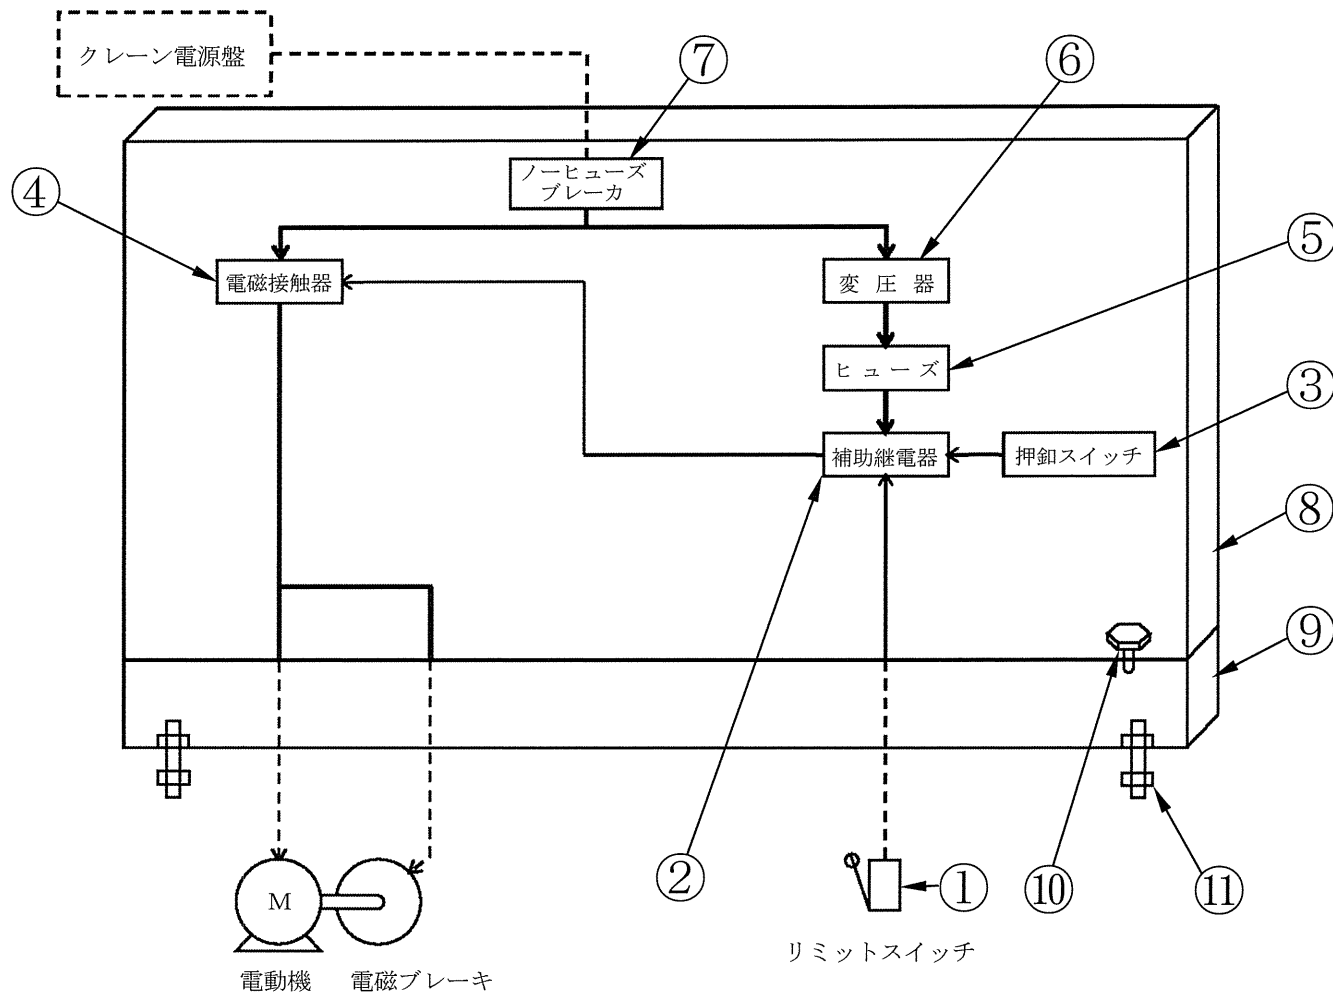 クレーン電源盤
⑦
⑥
ノーヒューズ
ブレーカ
④
⑤
電磁接触器
変圧器
ヒューズ
③
補助継電器
押釦スイッチ
⑧
⑨
②
①
⑩
⑪
M
リミットスイッチ
電動機
電磁ブレーキ